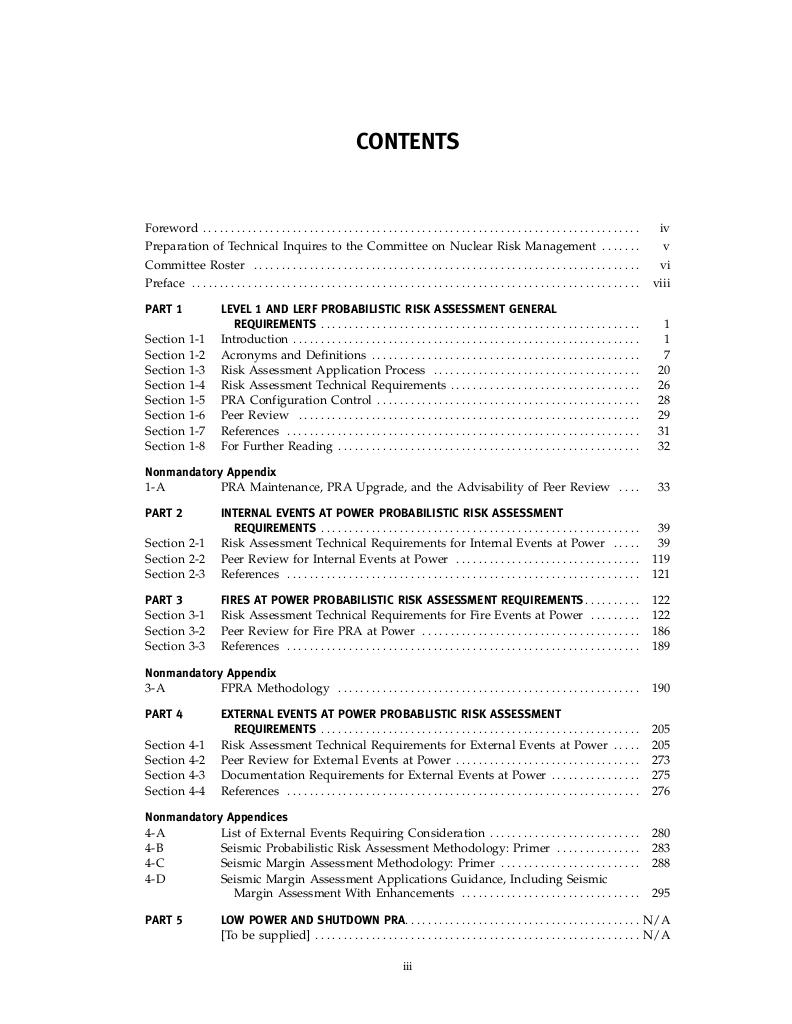 CONTENTS
Foreword ........................................................................ iv
Preparation of Technical Inquires to the Committee on Nuclear Risk Management ....... v
Committee Roster ................................................................ vi
Preface ......................................................................... viii
PART 1 LEVEL 1 AND LERF PROBABILISTIC RISK ASSESSMENT GENERAL
REQUIREMENTS .................................................... 1
Section 1-1 Introduction ........................................................ 1
Section 1-2 Acronyms and Definitions ............................................ 7
Section 1-3 Risk Assessment Application Process ................................. 20
Section 1-4 Risk Assessment Technical Requirements .............................. 26
Section 1-5 PRA Configuration Control ........................................... 28
Section 1-6 Peer Review ......................................................... 29
Section 1-7 References .......................................................... 31
Section 1-8 For Further Reading ................................................. 32
Nonmandatory Appendix
1-A PRA Maintenance, PRA Upgrade, and the Advisability of Peer Review .... 33
PART 2 INTERNAL EVENTS AT POWER PROBABILISTIC RISK ASSESSMENT
REQUIREMENTS .................................................... 39
Section 2-1 Risk Assessment Technical Requirements for Internal Events at Power ..... 39
Section 2-2 Peer Review for Internal Events at Power ............................ 119
Section 2-3 References .......................................................... 121
PART 3 FIRES AT POWER PROBABILISTIC RISK ASSESSMENT REQUIREMENTS.......... 122
Section 3-1 Risk Assessment Technical Requirements for Fire Events at Power ......... 122
Section 3-2 Peer Review for Fire PRA at Power ................................... 186
Section 3-3 References .......................................................... 189
Nonmandatory Appendix
3-A FPRA Methodology ................................................... 190
PART 4 EXTERNAL EVENTS AT POWER PROBABLISTIC RISK ASSESSMENT
REQUIREMENTS .................................................... 205
Section 4-1 Risk Assessment Technical Requirements for External Events at Power ..... 205
Section 4-2 Peer Review for External Events at Power ............................ 273
Section 4-3 Documentation Requirements for External Events at Power ............... 275
Section 4-4 References .......................................................... 276
Nonmandatory Appendices
4-A List of External Events Requiring Consideration .......................... 280
4-B Seismic Probabilistic Risk Assessment Methodology: Primer ............... 283
4-C Seismic Margin Assessment Methodology: Primer ........................ 288
4-D Seismic Margin Assessment Applications Guidance, Including Seismic
Margin Assessment With Enhancements ............................... 295
PART 5 LOW POWER AND SHUTDOWN PRA......................................... N/A
[To be supplied] ......................................................... N/A
iii